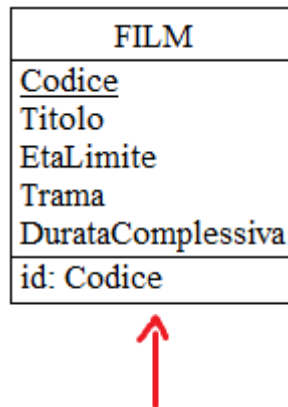 FILM
Codice
Titolo
EtaLimite
Trama
DurataComplessiva
id: Codice